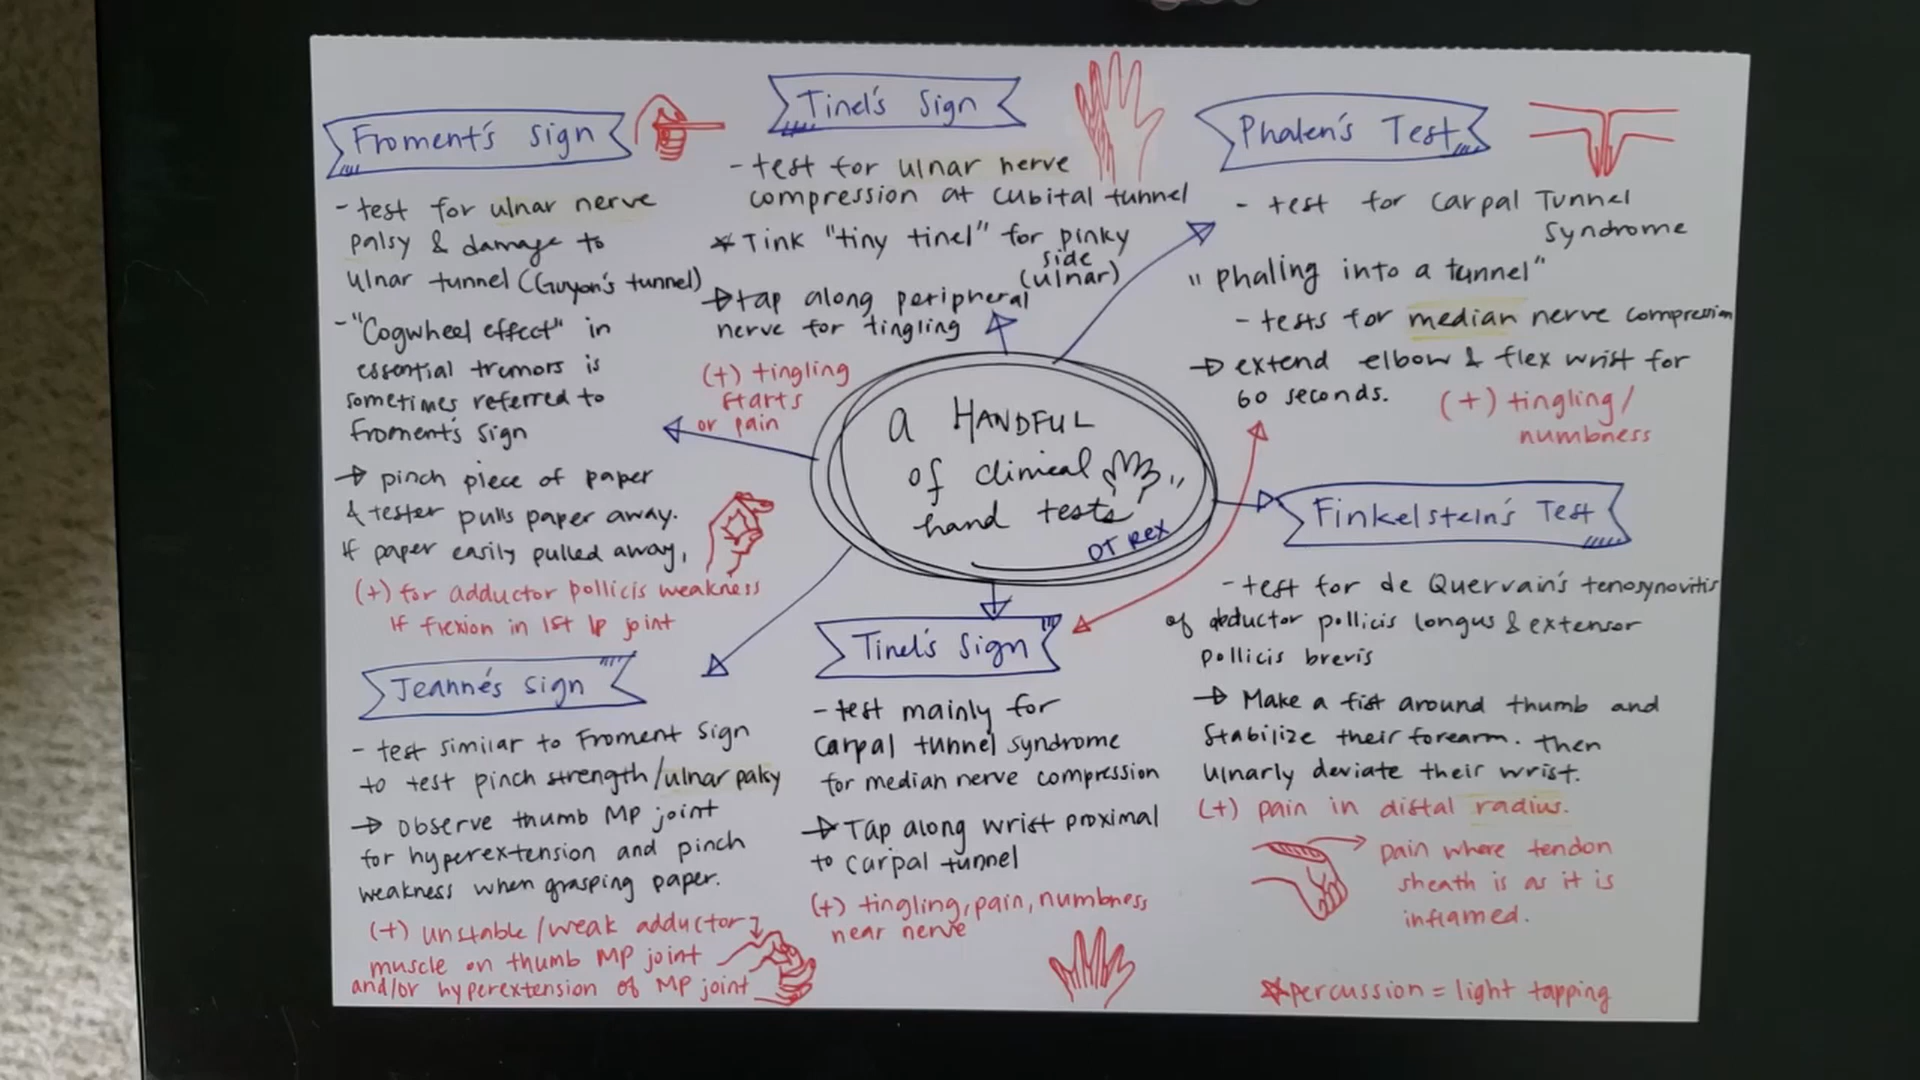 Froment's Sign
- test for ulnar nerve
palsy & damage to
ulnar tunnel (Guyon's tunnel)
- "Cogwheel effect" in
essential tremors is
sometimes referred to
Froment's sign
→ pinch piece of paper
& tester pulls paper away.
If paper easily pulled away,
(+) for adductor pollicis weakness
If flexion in 1st IP joint
Tinel's Sign
- test for ulnar nerve
compression at cubital tunnel
* Tink "tiny tinel" for pinky
side
(ulnar)
→ tap along peripheral
nerve for tingling
(+) tingling
starts
or pain
Phalen's Test
- test for Carpal Tunnel
Syndrome
"phaling into a tunnel"
- tests for median nerve compression
→ extend elbow & flex wrist for
60 seconds.
(+) tingling/
numbness
a HANDFUL
of clinical
hand tests"
OT REX
Finkelstein's Test
- test for de Quervain's tenosynovitis
of abductor pollicis longus & extensor
pollicis brevis
→ Make a fist around thumb and
stabilize their forearm. Then
ulnarly deviate their wrist.
(+) pain in distal radius.
→ pain where tendon
sheath is as it is
inflamed.
Jeanne's Sign
- test similar to Froment Sign
to test pinch strength/ulnar palsy
→ Observe thumb MP joint
for hyperextension and pinch
weakness when grasping paper.
(+) unstable/weak adductor
muscle on thumb MP joint
and/or hyperextension of MP joint
Tinel's Sign
- test mainly for
carpal tunnel syndrome
for median nerve compression
→ Tap along wrist proximal
to carpal tunnel
(+) tingling, pain, numbness
near nerve
* percussion = light tapping